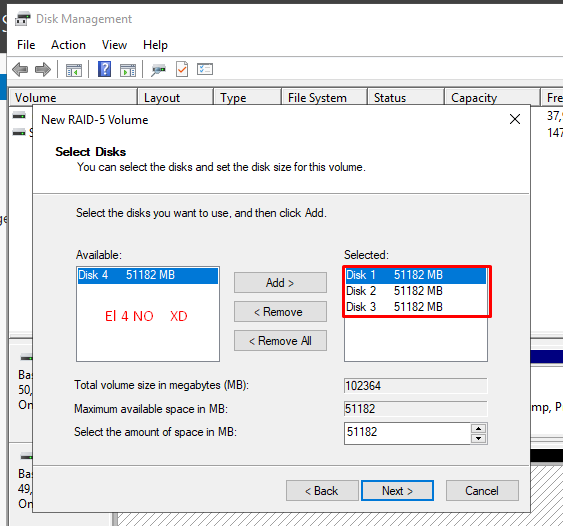 S
Disk Management
File Action View Help
Volume Layout Type File System Status Capacity Fre
37,
S 147
New RAID-5 Volume
Select Disks
You can select the disks and set the disk size for this volume.
Select the disks you want to use, and then click Add.
Available: Selected:
Disk 4 51182 MB Add > Disk 1 51182 MB
Disk 2 51182 MB
El 4 NO XD < Remove Disk 3 51182 MB
< Remove All
Total volume size in megabytes (MB): 102364
Maximum available space in MB: 51182
Select the amount of space in MB: 51182
Bas
50,
On
mp, P
Bas
49,
On
< Back Next > Cancel